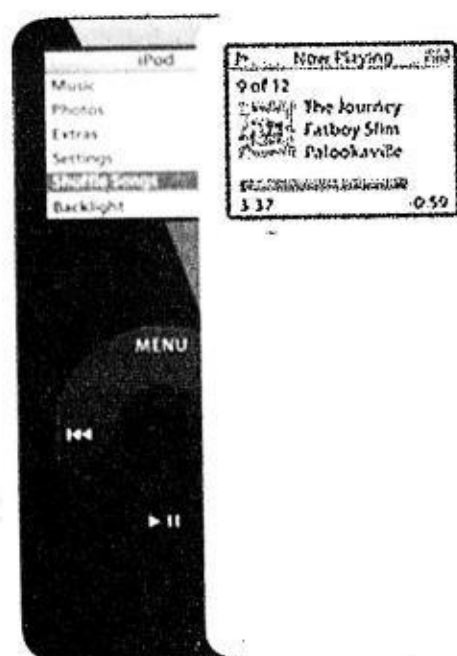 iPod
Music
Photos
Extras
Settings
Shuffle Songs
Backlight
MENU
Now Playing
9 of 12
The Journey
Fatboy Slim
Palookaville
3:37 -0:59